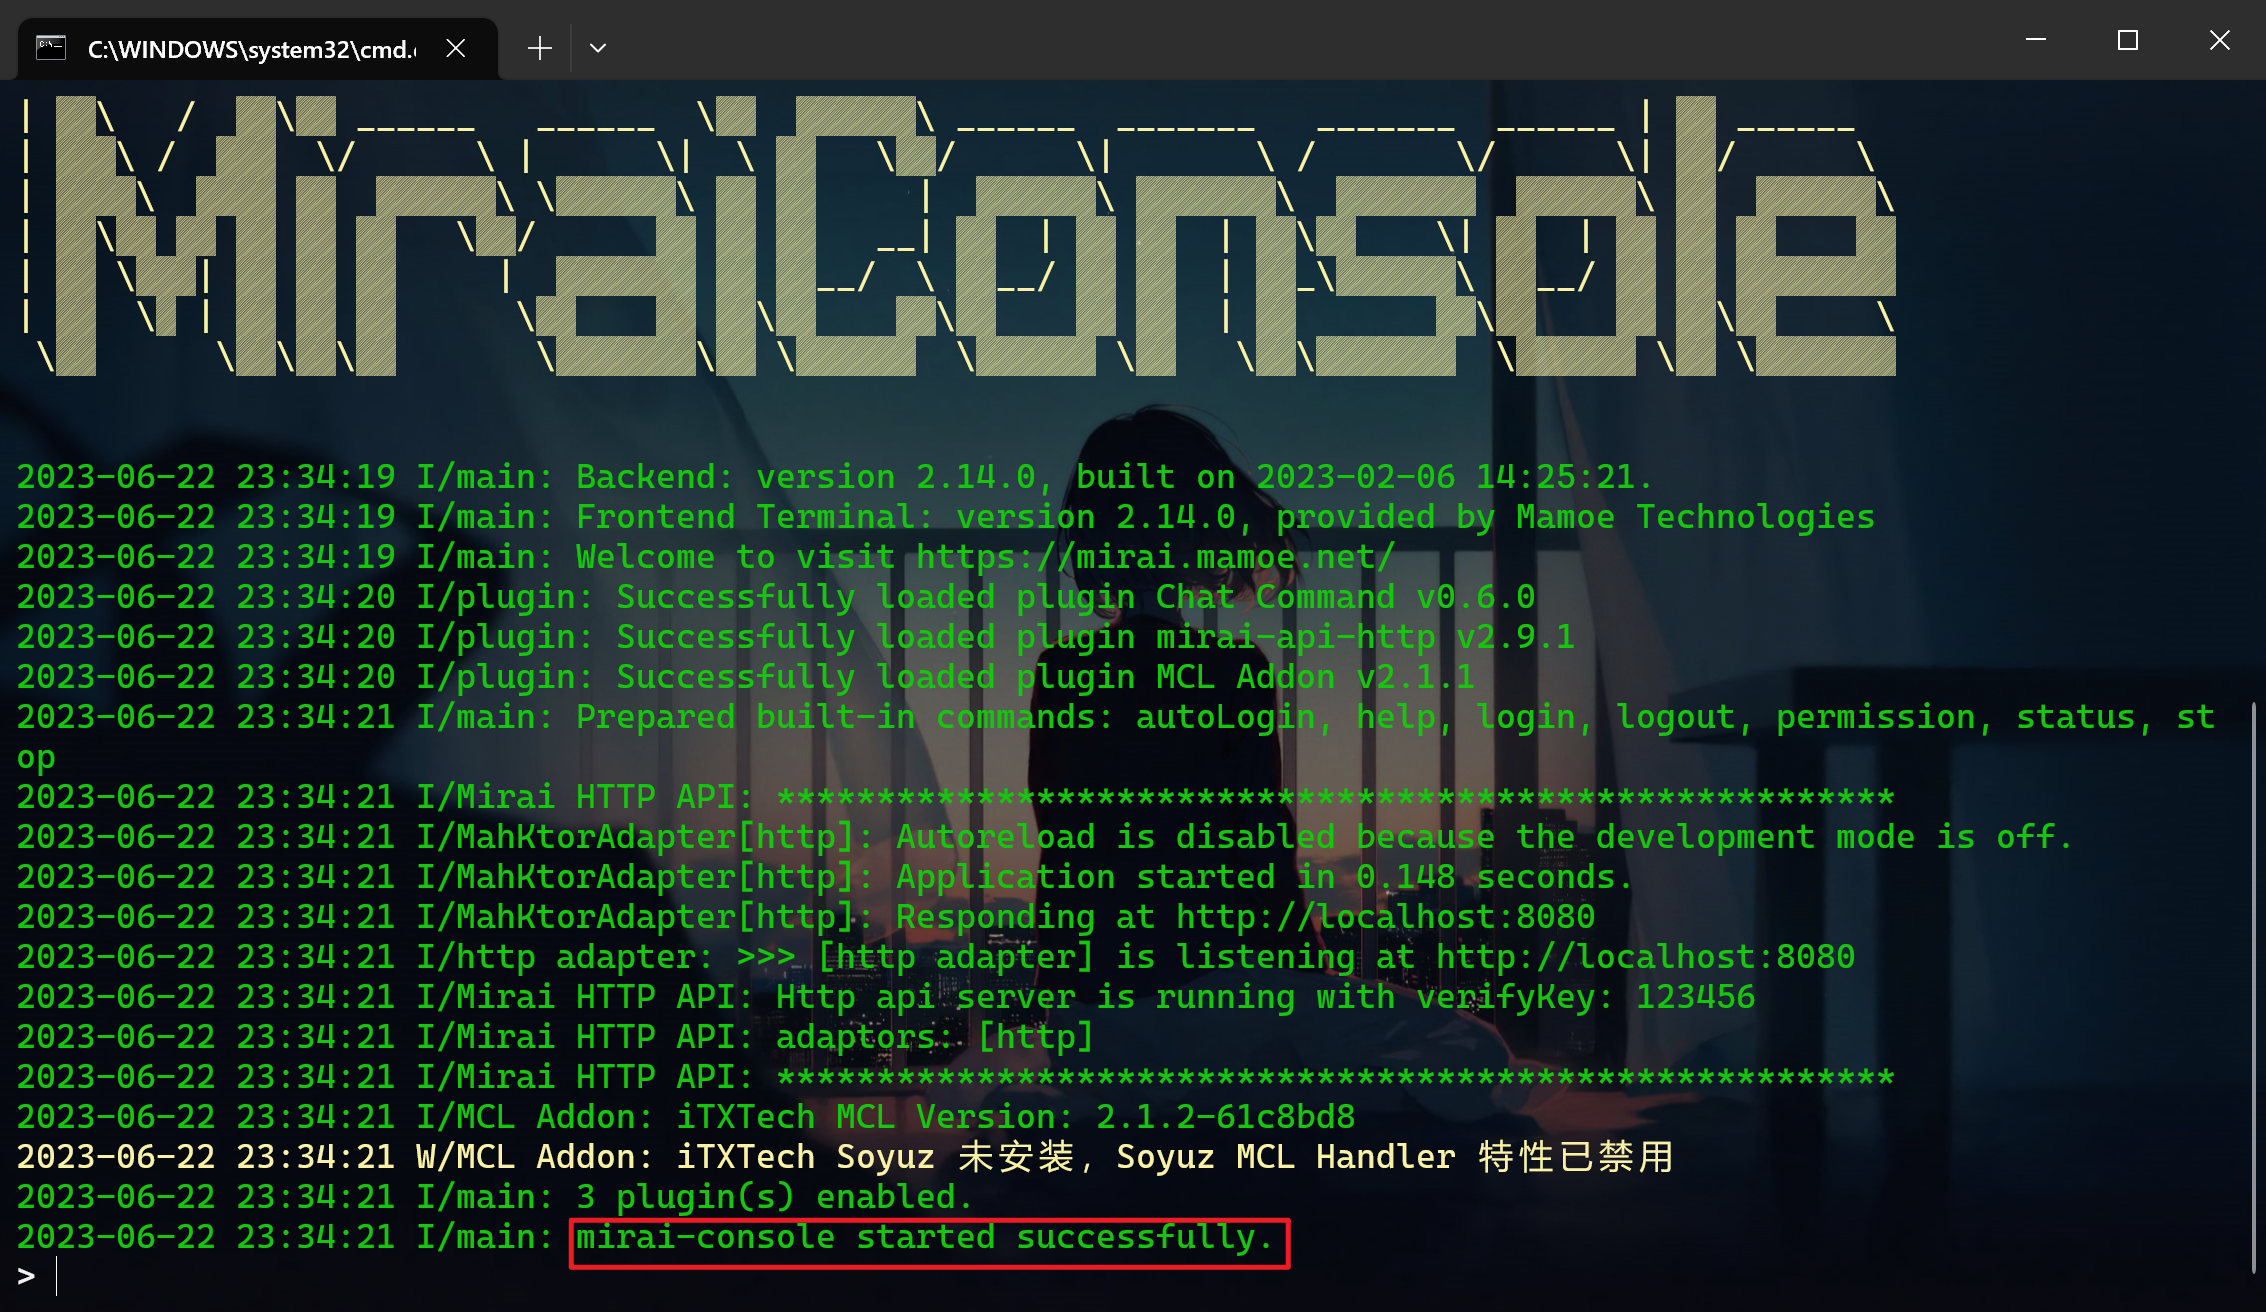 C:\WINDOWS\system32\cmd.
MiraiConsole
2023-06-22 23:34:19 I/main: Backend: version 2.14.0, built on 2023-02-06 14:25:21.
2023-06-22 23:34:19 I/main: Frontend Terminal: version 2.14.0, provided by Mamoe Technologies
2023-06-22 23:34:19 I/main: Welcome to visit https://mirai.mamoe.net/
2023-06-22 23:34:20 I/plugin: Successfully loaded plugin Chat Command v0.6.0
2023-06-22 23:34:20 I/plugin: Successfully loaded plugin mirai-api-http v2.9.1
2023-06-22 23:34:20 I/plugin: Successfully loaded plugin MCL Addon v2.1.1
2023-06-22 23:34:21 I/main: Prepared built-in commands: autoLogin, help, login, logout, permission, status, st
op
2023-06-22 23:34:21 I/Mirai HTTP API: ********************************************************
2023-06-22 23:34:21 I/MahKtorAdapter[http]: Autoreload is disabled because the development mode is off.
2023-06-22 23:34:21 I/MahKtorAdapter[http]: Application started in 0.148 seconds.
2023-06-22 23:34:21 I/MahKtorAdapter[http]: Responding at http://localhost:8080
2023-06-22 23:34:21 I/http adapter: >>> [http adapter] is listening at http://localhost:8080
2023-06-22 23:34:21 I/Mirai HTTP API: Http api server is running with verifyKey: 123456
2023-06-22 23:34:21 I/Mirai HTTP API: adaptors: [http]
2023-06-22 23:34:21 I/Mirai HTTP API: ********************************************************
2023-06-22 23:34:21 I/MCL Addon: iTXTech MCL Version: 2.1.2-61c8bd8
2023-06-22 23:34:21 W/MCL Addon: iTXTech Soyuz 未安装，Soyuz MCL Handler 特性已禁用
2023-06-22 23:34:21 I/main: 3 plugin(s) enabled.
2023-06-22 23:34:21 I/main: mirai-console started successfully.
>